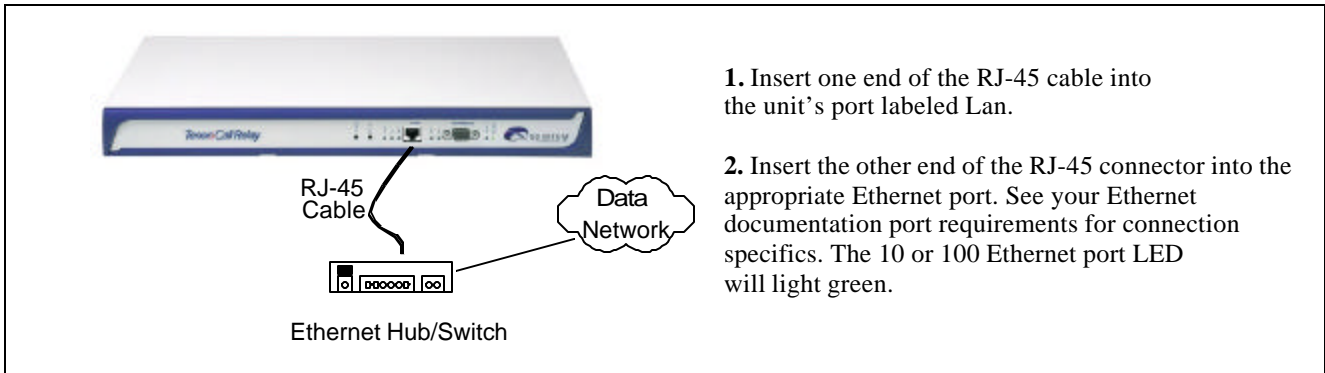 1. Insert one end of the RJ-45 cable into
the unit's port labeled Lan.
2. Insert the other end of the RJ-45 connector into the
appropriate Ethernet port. See your Ethernet
documentation port requirements for connection
specifics. The 10 or 100 Ethernet port LED
will light green.
Tenor Call Relay
RJ-45
Cable
Data
Network
Ethernet Hub/Switch